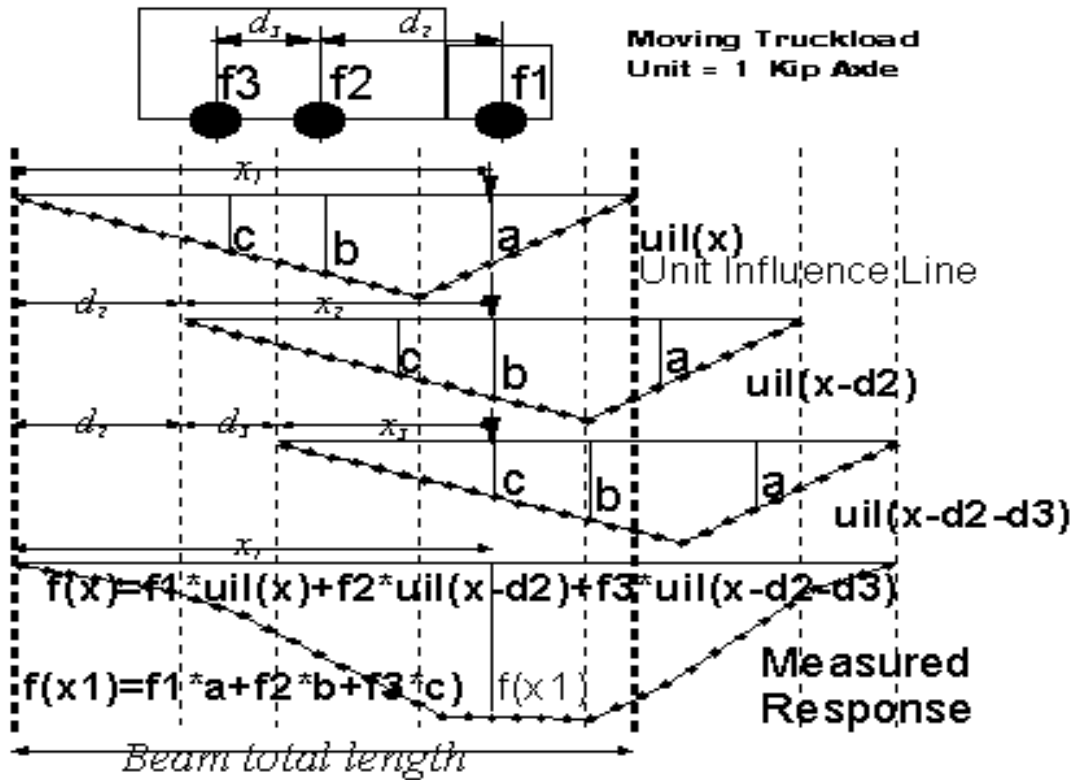 d₃ d₂
Moving Truckload
Unit = 1 Kip Axle
f3 f2 f1
x₁
c b a
uil(x)
Unit Influence Line
d₂ x₂
c b a
uil(x-d2)
d₂ d₃ x₃
c b a
uil(x-d2-d3)
x₁
f(x)=f1*uil(x)+f2*uil(x-d2)+f3*uil(x-d2-d3)
f(x1)=f1*a+f2*b+f3*c) f(x1)
Measured
Response
Beam total length